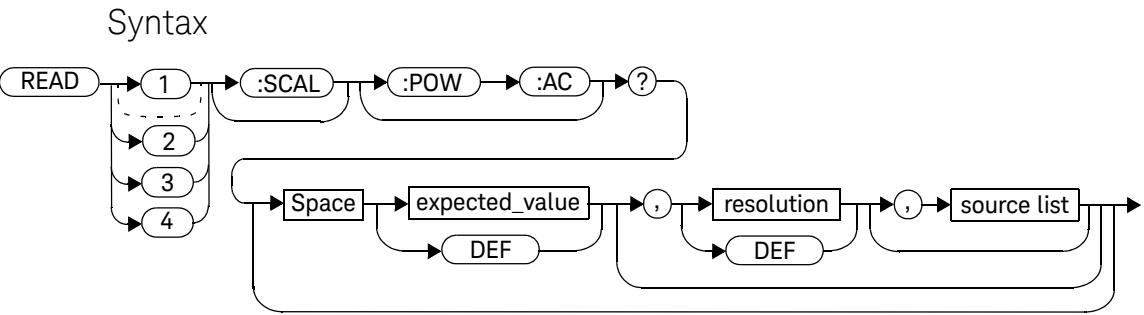 Syntax
READ 1 :SCAL :POW :AC ?
2
3
4
Space expected_value , resolution , source list
DEF DEF